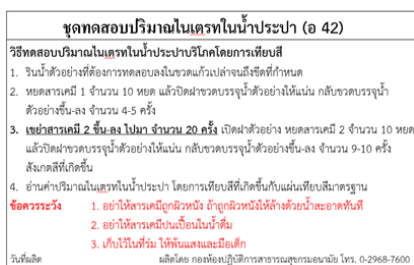 ชุดทดสอบปริมาณไนเตรทในน้ำประปา (อ 42)
วิธีทดสอบปริมาณไนเตรทในน้ำประปาบริโภคโดยการเทียบสี
1. รินน้ำตัวอย่างที่ต้องการทดสอบลงในขวดแก้วเปล่าจนถึงขีดที่กำหนด
2. หยดสารเคมี 1 จำนวน 10 หยด แล้วปิดฝาขวดบรรจุน้ำตัวอย่างให้แน่น กลับขวดบรรจุน้ำ
ตัวอย่างขึ้น-ลง จำนวน 4-5 ครั้ง
3. เขย่าสารเคมี 2 ขึ้น-ลง ไปมา จำนวน 20 ครั้ง เปิดฝาตัวอย่าง หยดสารเคมี 2 จำนวน 10 หยด
แล้วปิดฝาขวดบรรจุน้ำตัวอย่างให้แน่น กลับขวดบรรจุน้ำตัวอย่างขึ้น-ลง จำนวน 9-10 ครั้ง
สังเกตสีที่เกิดขึ้น
4. อ่านค่าปริมาณไนเตรทในน้ำประปา โดยการเทียบสีที่เกิดขึ้นกับแผ่นเทียบสีมาตรฐาน
ข้อควรระวัง 1. อย่าให้สารเคมีถูกผิวหนัง ถ้าถูกผิวหนังให้ล้างด้วยน้ำสะอาดทันที
2. อย่าให้สารเคมีปนเปื้อนในน้ำดื่ม
3. เก็บไว้ในที่ร่ม ให้พ้นแสงและมือเด็ก
วันที่ผลิต ผลิตโดย กองห้องปฏิบัติการสาธารณสุขกรมอนามัย โทร. 0-2968-7600